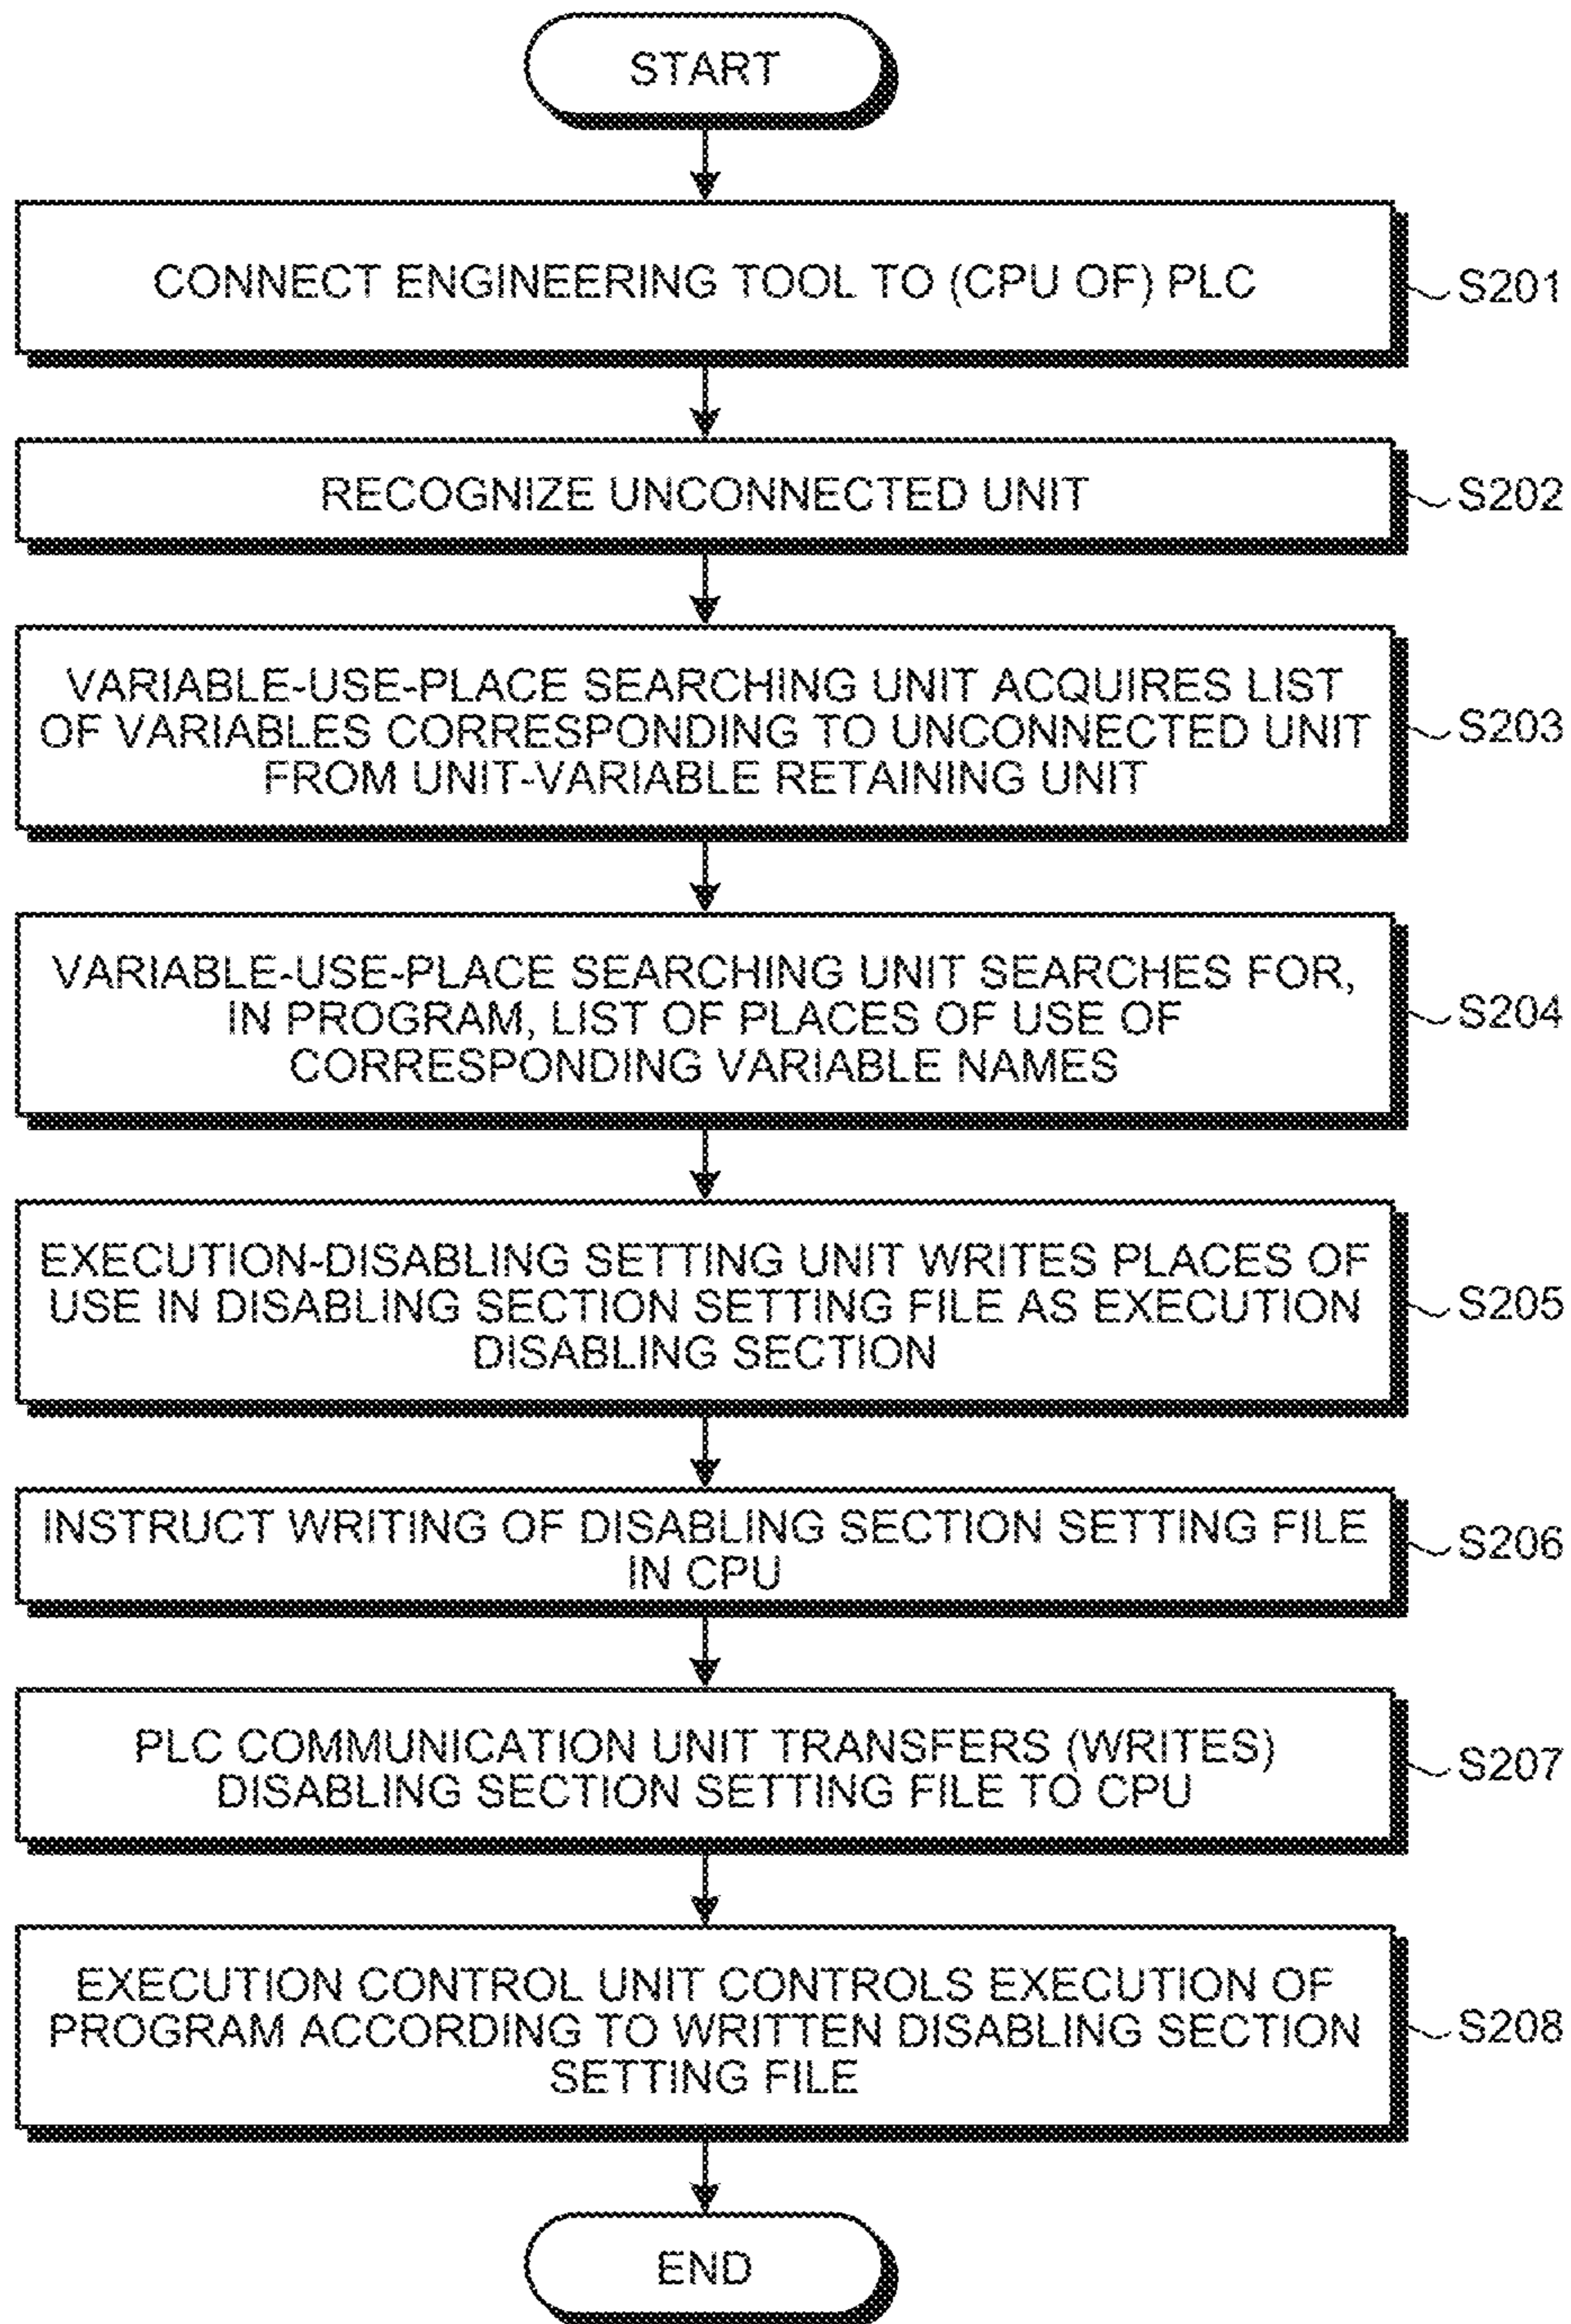 START
CONNECT ENGINEERING TOOL TO (CPU OF) PLC
S201
RECOGNIZE UNCONNECTED UNIT
S202
VARIABLE-USE-PLACE SEARCHING UNIT ACQUIRES LIST
OF VARIABLES CORRESPONDING TO UNCONNECTED UNIT
FROM UNIT-VARIABLE RETAINING UNIT
S203
VARIABLE-USE-PLACE SEARCHING UNIT SEARCHES FOR,
IN PROGRAM, LIST OF PLACES OF USE OF
CORRESPONDING VARIABLE NAMES
S204
EXECUTION-DISABLING SETTING UNIT WRITES PLACES OF
USE IN DISABLING SECTION SETTING FILE AS EXECUTION
DISABLING SECTION
S205
INSTRUCT WRITING OF DISABLING SECTION SETTING FILE
IN CPU
S206
PLC COMMUNICATION UNIT TRANSFERS (WRITES)
DISABLING SECTION SETTING FILE TO CPU
S207
EXECUTION CONTROL UNIT CONTROLS EXECUTION OF
PROGRAM ACCORDING TO WRITTEN DISABLING SECTION
SETTING FILE
S208
END